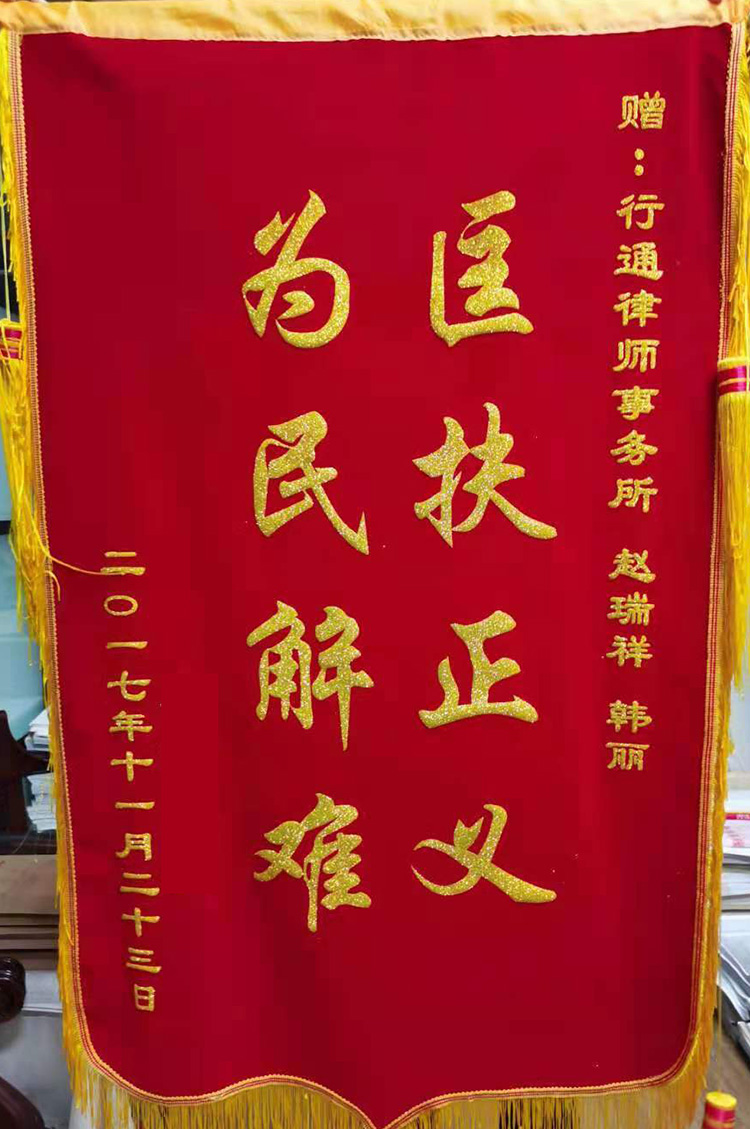 赠：行通律师事务所 赵瑞祥 韩丽
匡扶正义
为民解难
二〇一七年十一月二十三日